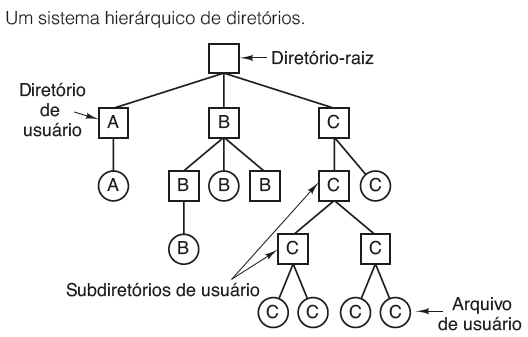 Um sistema hierárquico de diretórios.
Diretório-raiz
Diretório
de
usuário
A
B
C
A
B
B
B
C
C
B
C
C
Subdiretórios de usuário
C
C
C
C
Arquivo
de usuário